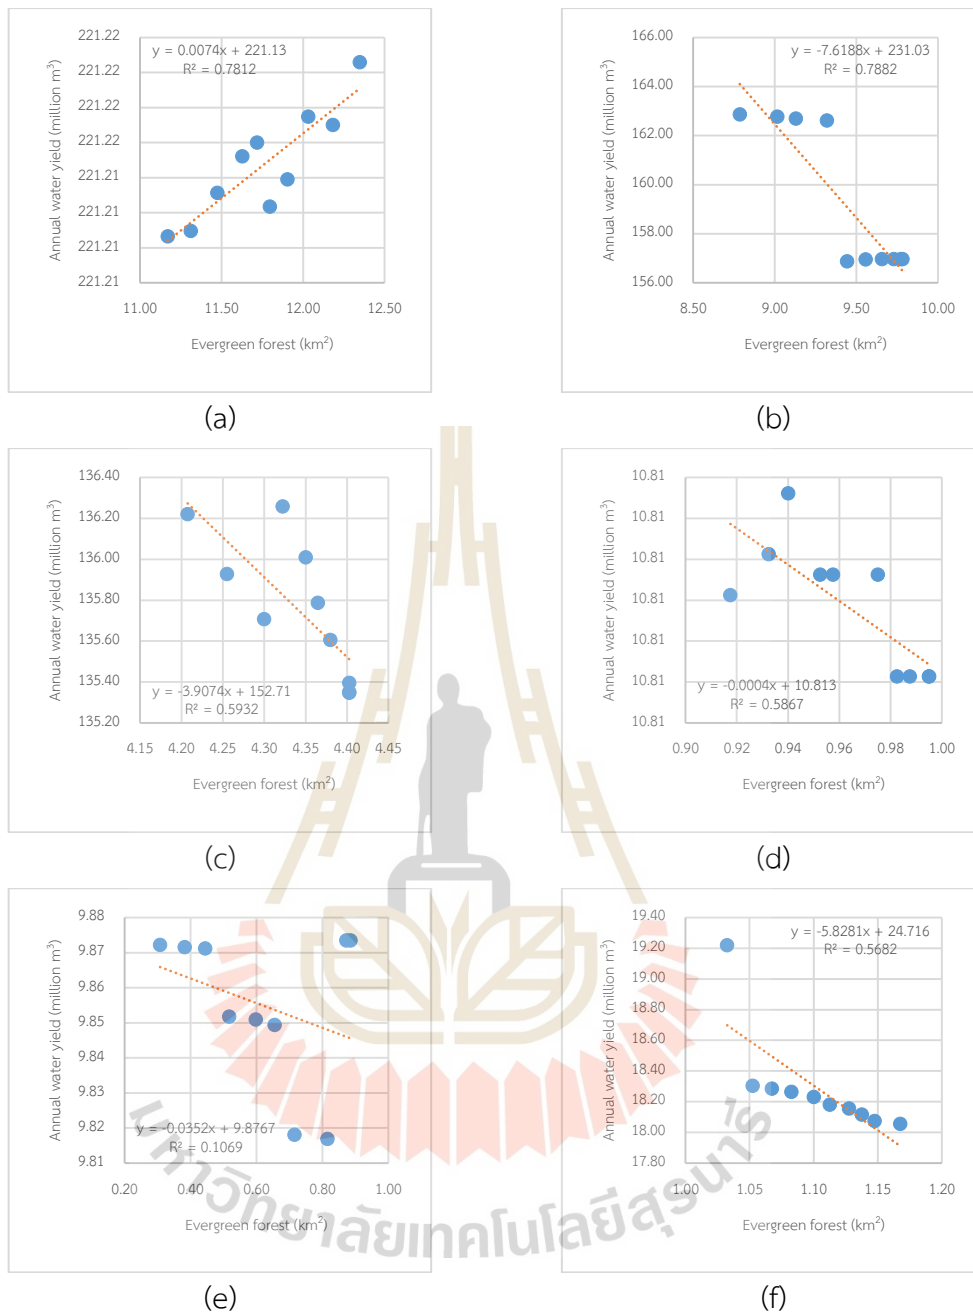 221.22
221.22
221.22
221.22
221.21
221.21
221.21
221.21
y = 0.0074x + 221.13
R² = 0.7812
Annual water yield (million m³)
11.00 11.50 12.00 12.50
Evergreen forest (km²)
(a)
166.00
164.00
162.00
160.00
158.00
156.00
y = -7.6188x + 231.03
R² = 0.7882
Annual water yield (million m³)
8.50 9.00 9.50 10.00
Evergreen forest (km²)
(b)
136.40
136.20
136.00
135.80
135.60
135.40
135.20
y = -3.9074x + 152.71
R² = 0.5932
Annual water yield (million m³)
4.15 4.20 4.25 4.30 4.35 4.40 4.45
Evergreen forest (km²)
(c)
10.81
10.81
10.81
10.81
10.81
10.81
10.81
y = -0.0004x + 10.813
R² = 0.5867
Annual water yield (million m³)
0.90 0.92 0.94 0.96 0.98 1.00
Evergreen forest (km²)
(d)
9.88
9.87
9.86
9.85
9.84
9.83
9.82
9.81
y = -0.0352x + 9.8767
R² = 0.1069
Annual water yield (million m³)
0.20 0.40 0.60 0.80 1.00
Evergreen forest (km²)
(e)
19.40
19.20
19.00
18.80
18.60
18.40
18.20
18.00
17.80
y = -5.8281x + 24.716
R² = 0.5682
Annual water yield (million m³)
1.00 1.05 1.10 1.15 1.20
Evergreen forest (km²)
(f)
มหาวิทยาลัยเทคโนโลยีสุรนารี